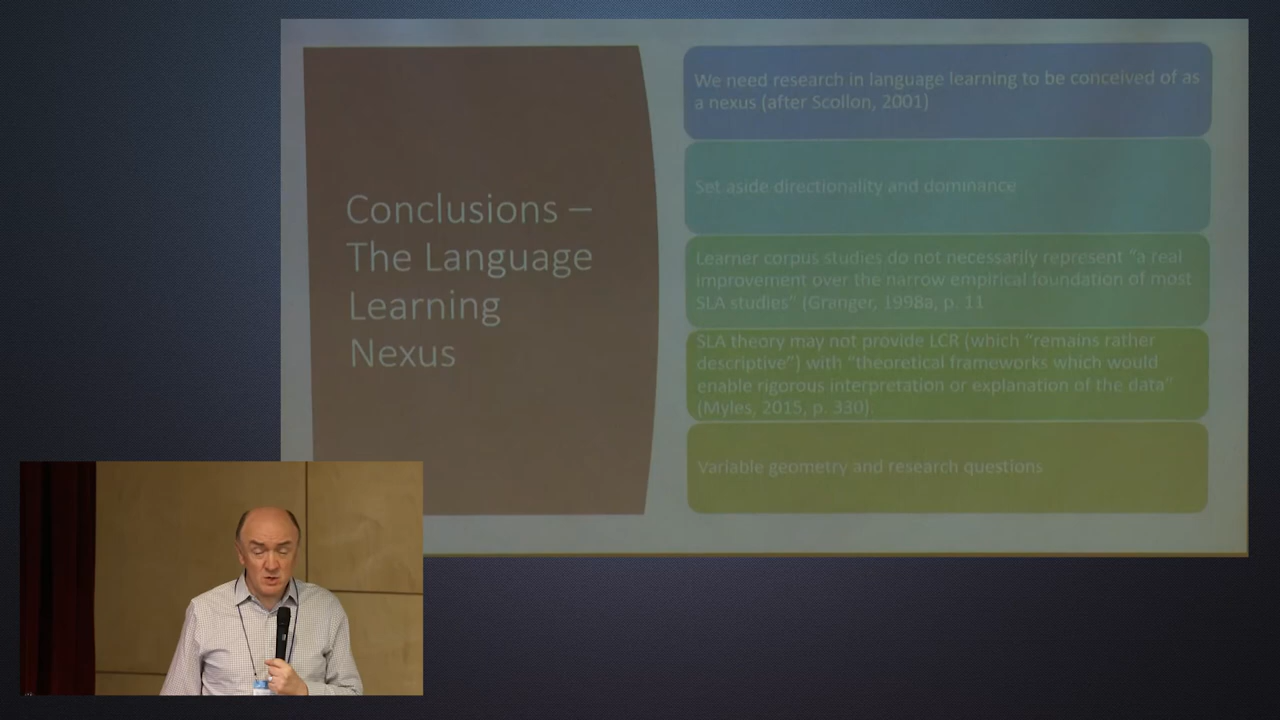 Conclusions –
The Language
Learning
Nexus
We need research in language learning to be conceived of as
a nexus (after Scollon, 2001)
Set aside directionality and dominance
Learner corpus studies do not necessarily represent “a real
improvement over the narrow empirical foundation of most
SLA studies” (Granger, 1998a, p. 11
SLA theory may not provide LCR (which “remains rather
descriptive”) with “theoretical frameworks which would
enable rigorous interpretation or explanation of the data”
(Myles, 2015, p. 330).
Variable geometry and research questions